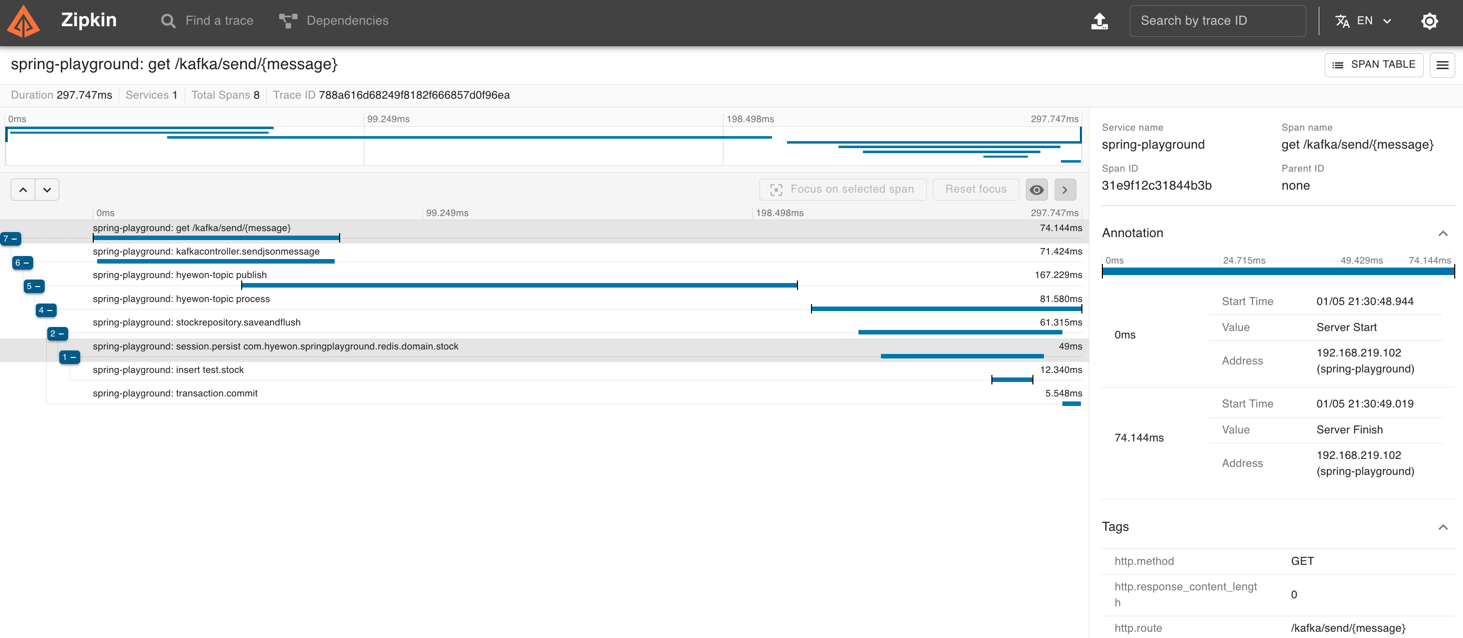 Zipkin
Find a trace
Dependencies
Search by trace ID
EN
spring-playground: get /kafka/send/{message}
SPAN TABLE
Duration 297.747ms Services 1 Total Spans 8 Trace ID 788a616d68249f8182f666857d0f96ea
0ms 99.249ms 198.498ms 297.747ms
Focus on selected span
Reset focus
0ms 99.249ms 198.498ms 297.747ms
spring-playground: get /kafka/send/{message} 74.144ms
7 –
spring-playground: kafkacontroller.sendjsonmessage 71.424ms
6 –
spring-playground: hyewon-topic publish 167.229ms
5 –
spring-playground: hyewon-topic process 81.580ms
4 –
spring-playground: stockrepository.saveandflush 61.315ms
2 –
spring-playground: session.persist com.hyewon.springplayground.redis.domain.stock 49ms
1 –
spring-playground: insert test.stock 12.340ms
spring-playground: transaction.commit 5.548ms
Service name Span name
spring-playground get /kafka/send/{message}
Span ID Parent ID
31e9f12c31844b3b none
Annotation
0ms 24.715ms 49.429ms 74.144ms
Start Time 01/05 21:30:48.944
0ms
Value Server Start
Address 192.168.219.102
(spring-playground)
Start Time 01/05 21:30:49.019
74.144ms
Value Server Finish
Address 192.168.219.102
(spring-playground)
Tags
http.method GET
http.response_content_lengt
h 0
http.route /kafka/send/{message}